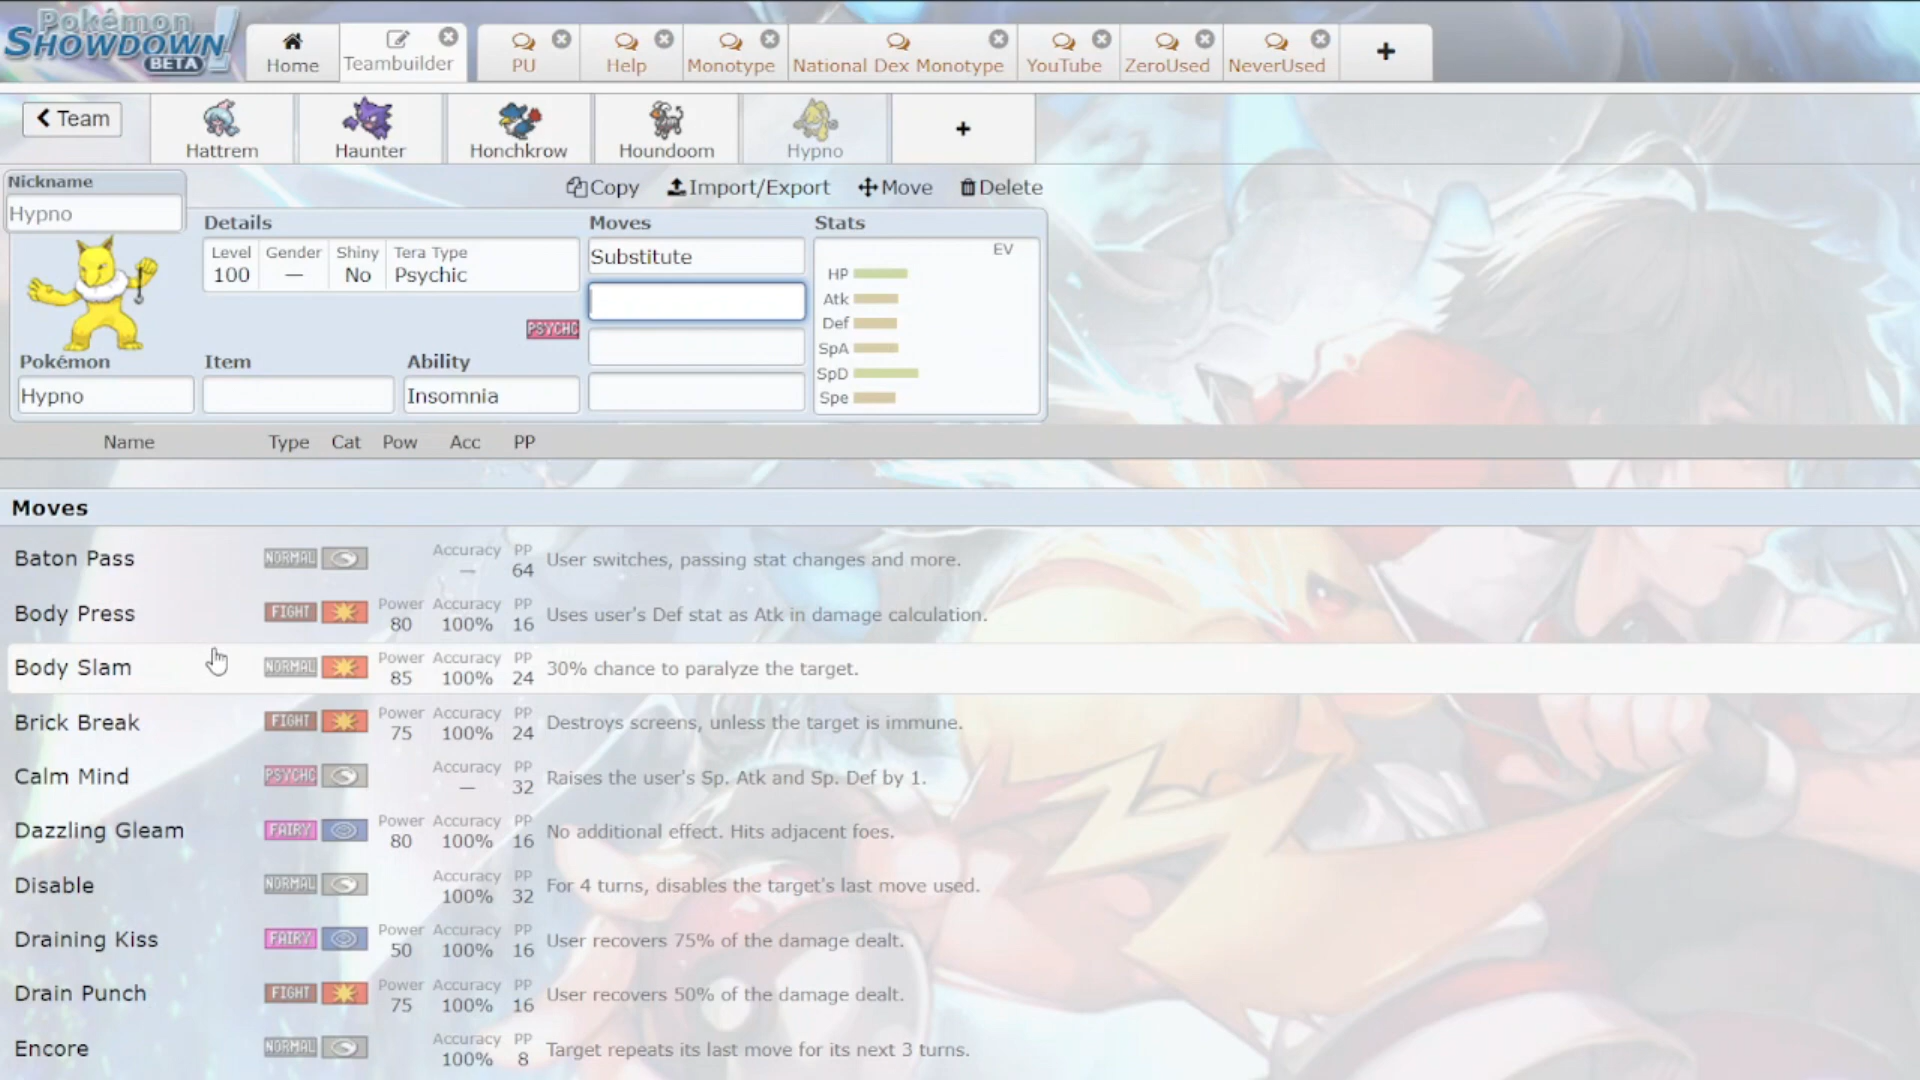 Pokémon
SHOWDOWN!
BETA
Home
Teambuilder
PU
Help
Monotype
National Dex Monotype
YouTube
ZeroUsed
NeverUsed
+
Team
Hattrem
Haunter
Honchkrow
Houndoom
Hypno
+
Nickname
Hypno
Copy Import/Export Move Delete
Details
Level Gender Shiny Tera Type
100 — No Psychic
PSYCHC
Pokémon Item Ability
Hypno Insomnia
Moves
Substitute
Stats
EV
HP
Atk
Def
SpA
SpD
Spe
Name Type Cat Pow Acc PP
Moves
Baton Pass NORMAL Accuracy — PP 64 User switches, passing stat changes and more.
Body Press FIGHT Power 80 Accuracy 100% PP 16 Uses user's Def stat as Atk in damage calculation.
Body Slam NORMAL Power 85 Accuracy 100% PP 24 30% chance to paralyze the target.
Brick Break FIGHT Power 75 Accuracy 100% PP 24 Destroys screens, unless the target is immune.
Calm Mind PSYCHC Accuracy — PP 32 Raises the user's Sp. Atk and Sp. Def by 1.
Dazzling Gleam FAIRY Power 80 Accuracy 100% PP 16 No additional effect. Hits adjacent foes.
Disable NORMAL Accuracy 100% PP 32 For 4 turns, disables the target's last move used.
Draining Kiss FAIRY Power 50 Accuracy 100% PP 16 User recovers 75% of the damage dealt.
Drain Punch FIGHT Power 75 Accuracy 100% PP 16 User recovers 50% of the damage dealt.
Encore NORMAL Accuracy 100% PP 8 Target repeats its last move for its next 3 turns.